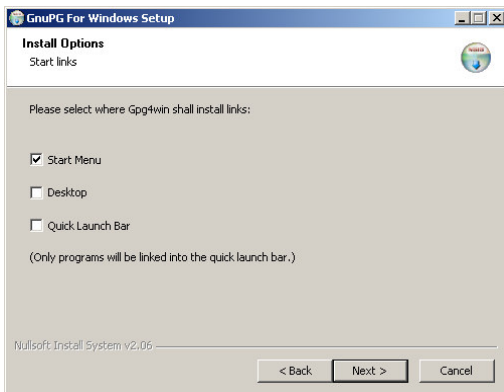 GnuPG For Windows Setup
Install Options
Start links
Please select where Gpg4win shall install links:
Start Menu
Desktop
Quick Launch Bar
(Only programs will be linked into the quick launch bar.)
Nullsoft Install System v2.06
< Back Next > Cancel